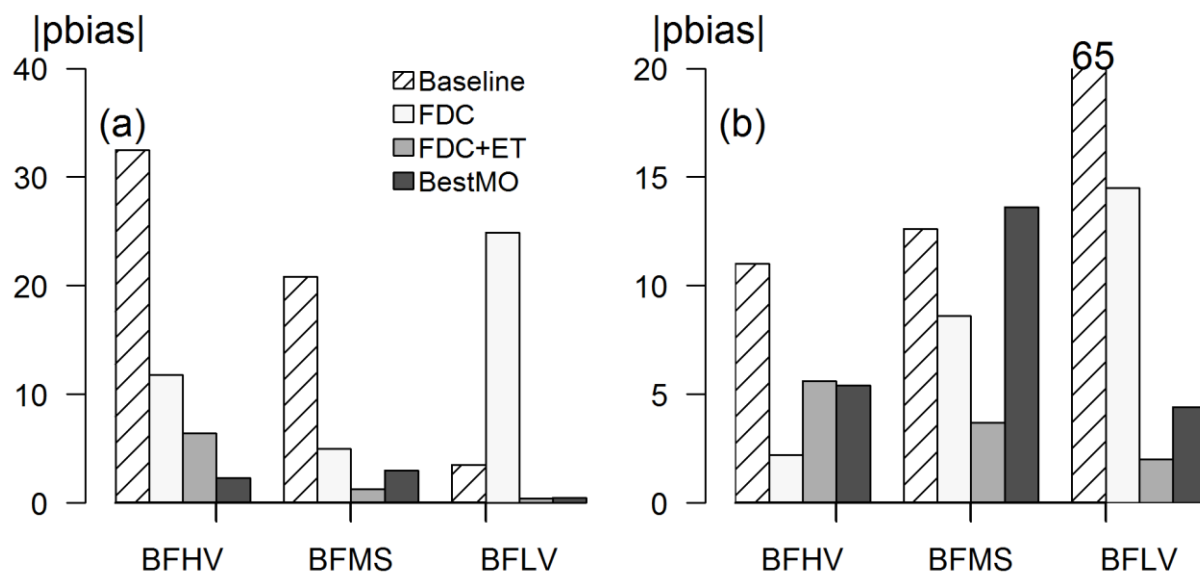 |pbias|
40
30
20
10
0
(a)
Baseline
FDC
FDC+ET
BestMO
BFHV BFMS BFLV
|pbias|
20
15
10
5
0
(b)
65
BFHV BFMS BFLV